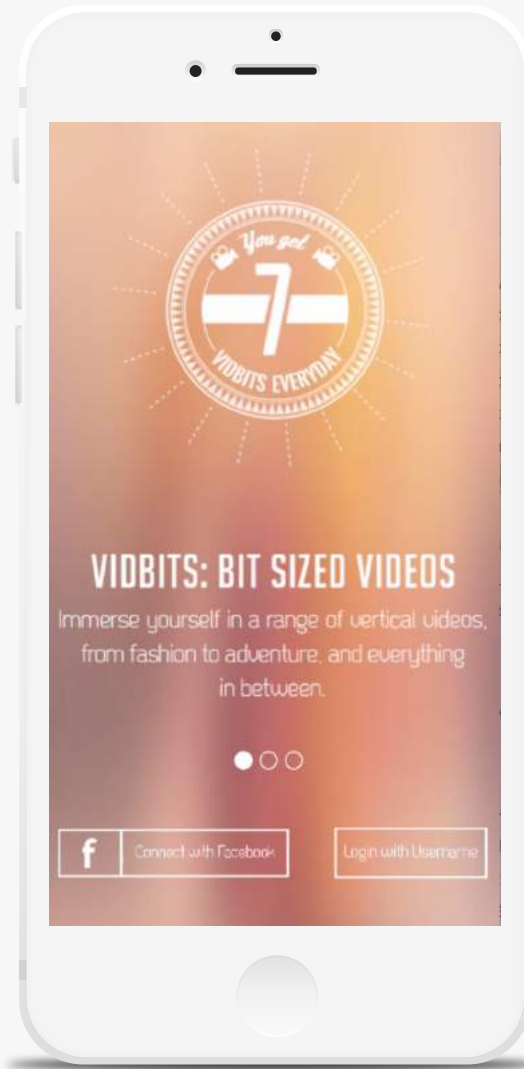 You get
7
VIDBITS EVERYDAY
VIDBITS: BIT SIZED VIDEOS
Immerse yourself in a range of vertical videos,
from fashion to adventure, and everything
in between.
f Connect with Facebook
Login with Username